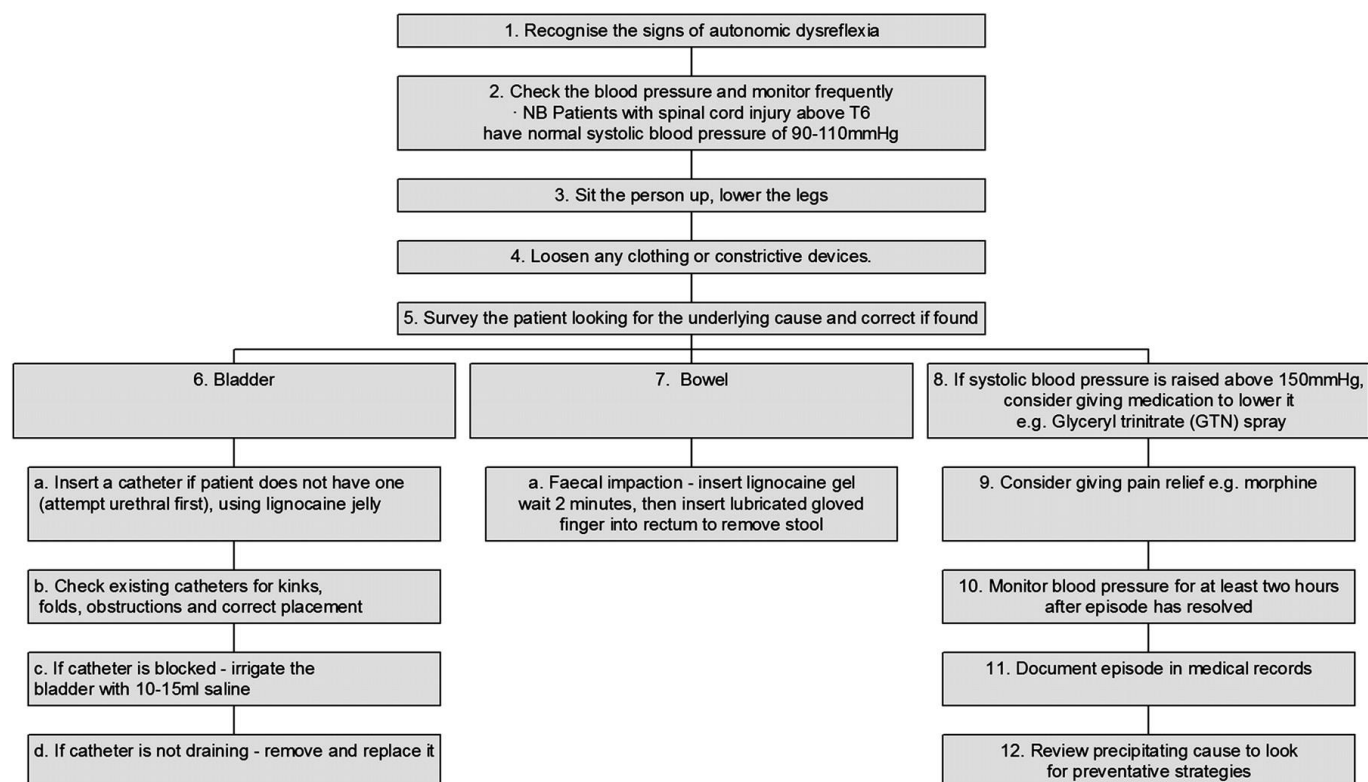 1. Recognise the signs of autonomic dysreflexia
2. Check the blood pressure and monitor frequently
· NB Patients with spinal cord injury above T6
have normal systolic blood pressure of 90-110mmHg
3. Sit the person up, lower the legs
4. Loosen any clothing or constrictive devices.
5. Survey the patient looking for the underlying cause and correct if found
6. Bladder
a. Insert a catheter if patient does not have one
(attempt urethral first), using lignocaine jelly
b. Check existing catheters for kinks,
folds, obstructions and correct placement
c. If catheter is blocked - irrigate the
bladder with 10-15ml saline
d. If catheter is not draining - remove and replace it
7. Bowel
a. Faecal impaction - insert lignocaine gel
wait 2 minutes, then insert lubricated gloved
finger into rectum to remove stool
8. If systolic blood pressure is raised above 150mmHg,
consider giving medication to lower it
e.g. Glyceryl trinitrate (GTN) spray
9. Consider giving pain relief e.g. morphine
10. Monitor blood pressure for at least two hours
after episode has resolved
11. Document episode in medical records
12. Review precipitating cause to look
for preventative strategies